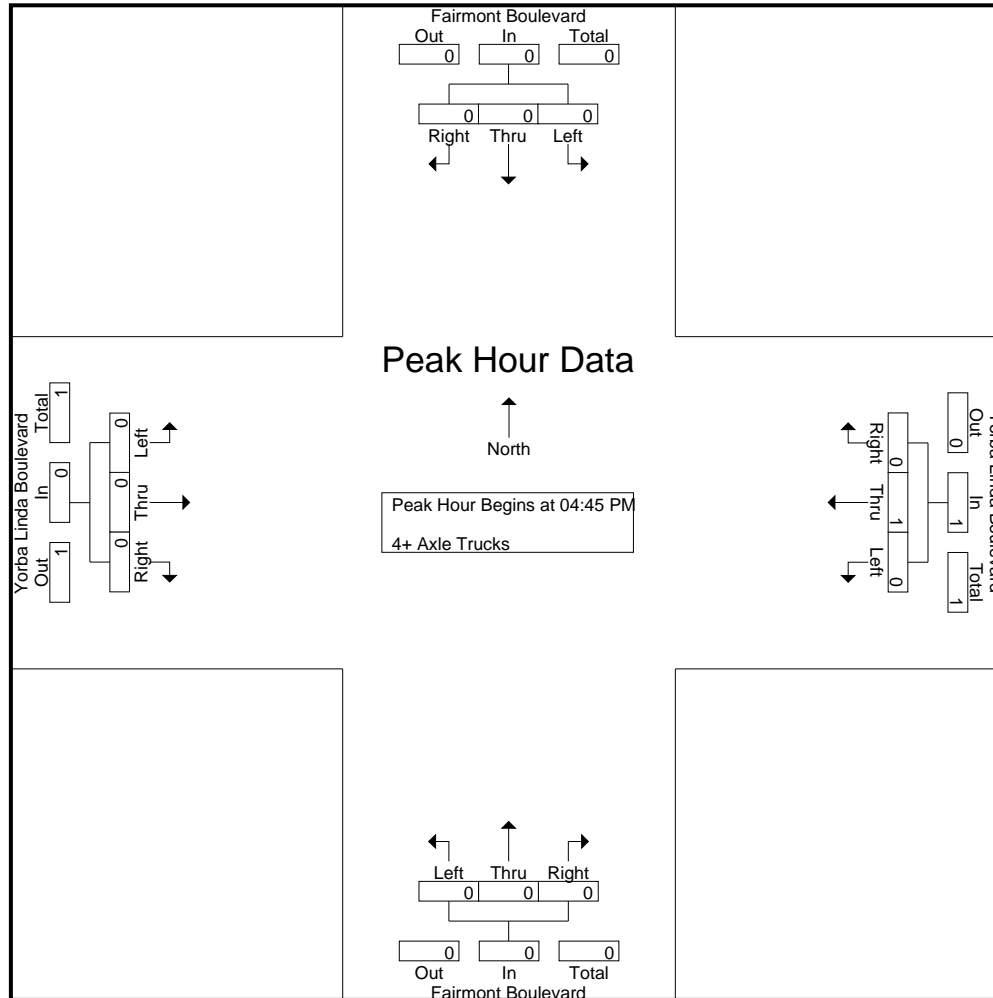 Fairmont Boulevard
Out In Total
0 0 0
0 0 0
Right Thru Left
Peak Hour Data
North
Peak Hour Begins at 04:45 PM
4+ Axle Trucks
Yorba Linda Boulevard
Total In Out
1 0 1
0 0 0
Left Thru Right
Right Thru Left
0 1 0
0 1 1
Out In Total
Yorba Linda Boulevard
Left Thru Right
0 0 0
0 0 0
Out In Total
Fairmont Boulevard